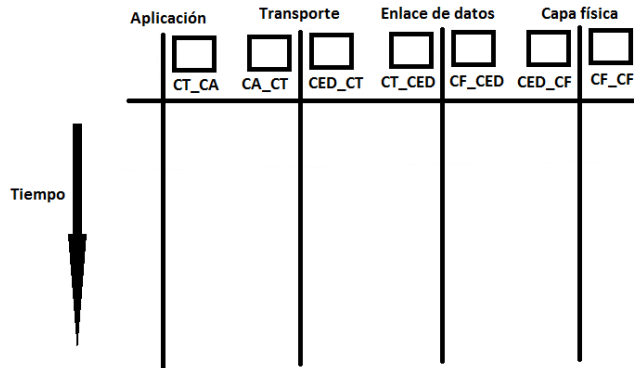 Aplicación Transporte Enlace de datos Capa física
CT_CA CA_CT CED_CT CT_CED CF_CED CED_CF CF_CF
Tiempo